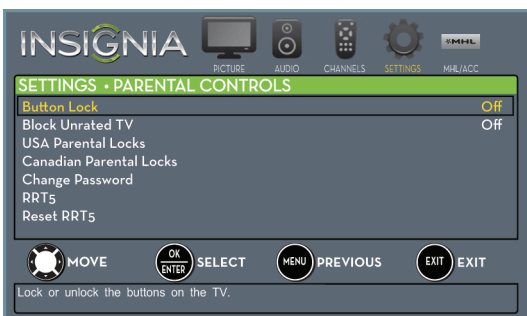 INSIGNIA
MHL
PICTURE AUDIO CHANNELS SETTINGS MHL/ACC
SETTINGS • PARENTAL CONTROLS
Button Lock Off
Block Unrated TV Off
USA Parental Locks
Canadian Parental Locks
Change Password
RRT5
Reset RRT5
MOVE OK ENTER SELECT MENU PREVIOUS EXIT EXIT
Lock or unlock the buttons on the TV.